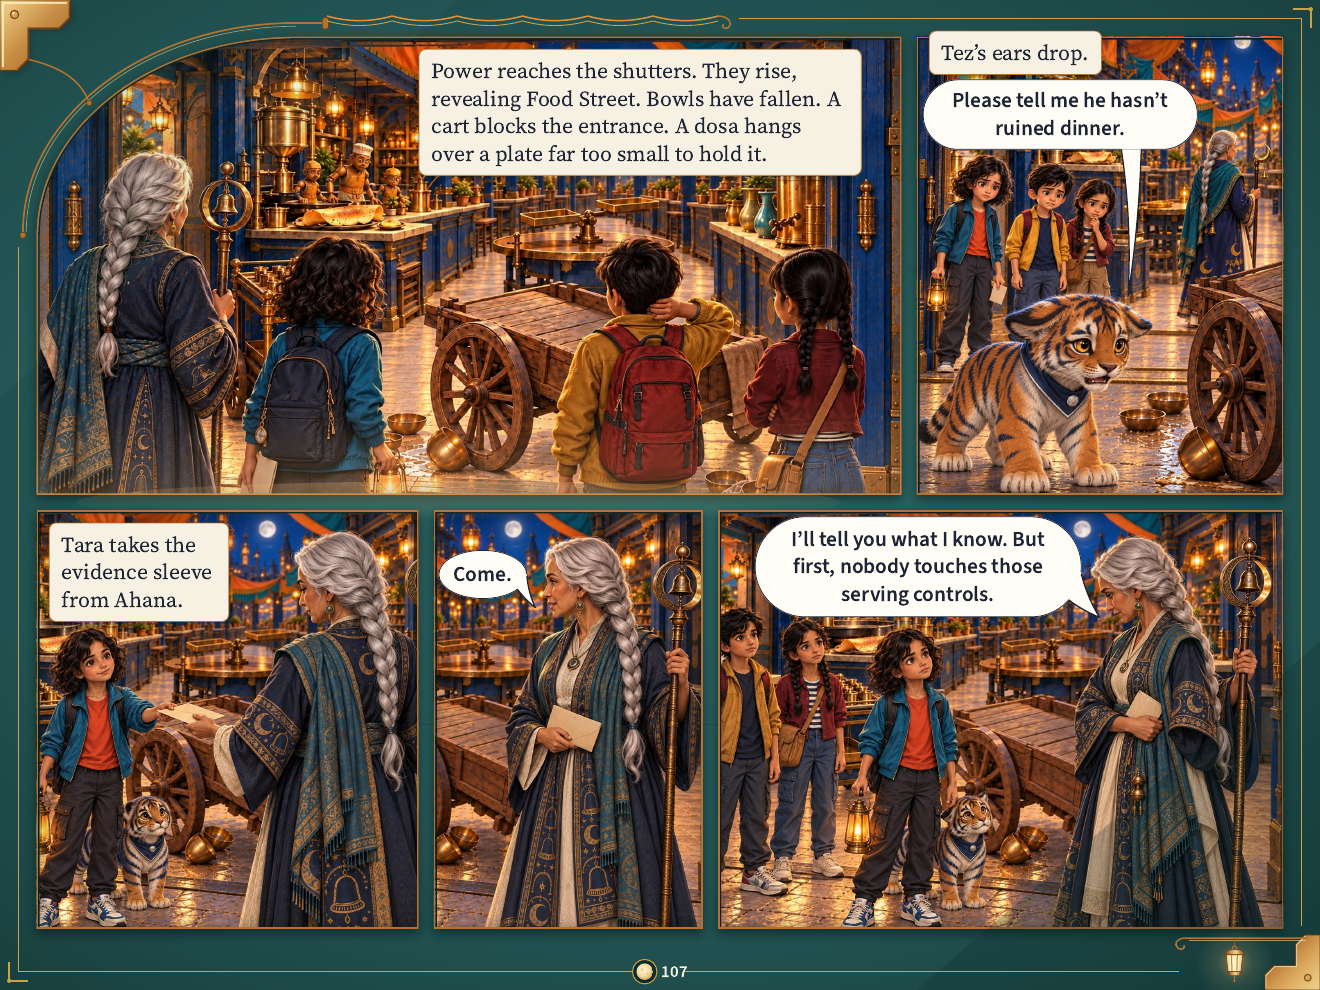 Power reaches the shutters. They rise,
revealing Food Street. Bowls have fallen. A
cart blocks the entrance. A dosa hangs
over a plate far too small to hold it.
Tez’s ears drop.
Please tell me he hasn’t
ruined dinner.
Tara takes the
evidence sleeve
from Ahana.
Come.
I’ll tell you what I know. But
first, nobody touches those
serving controls.
107